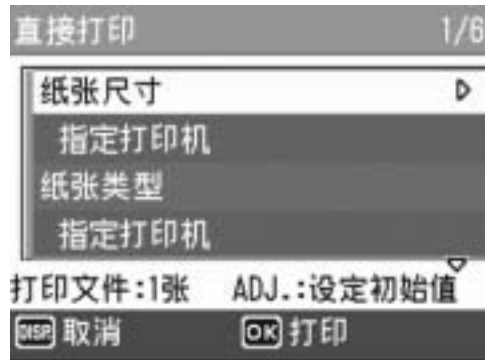 直接打印 1/6
纸张尺寸
指定打印机
纸张类型
指定打印机
打印文件:1张 ADJ.:设定初始值
DISP 取消 OK 打印